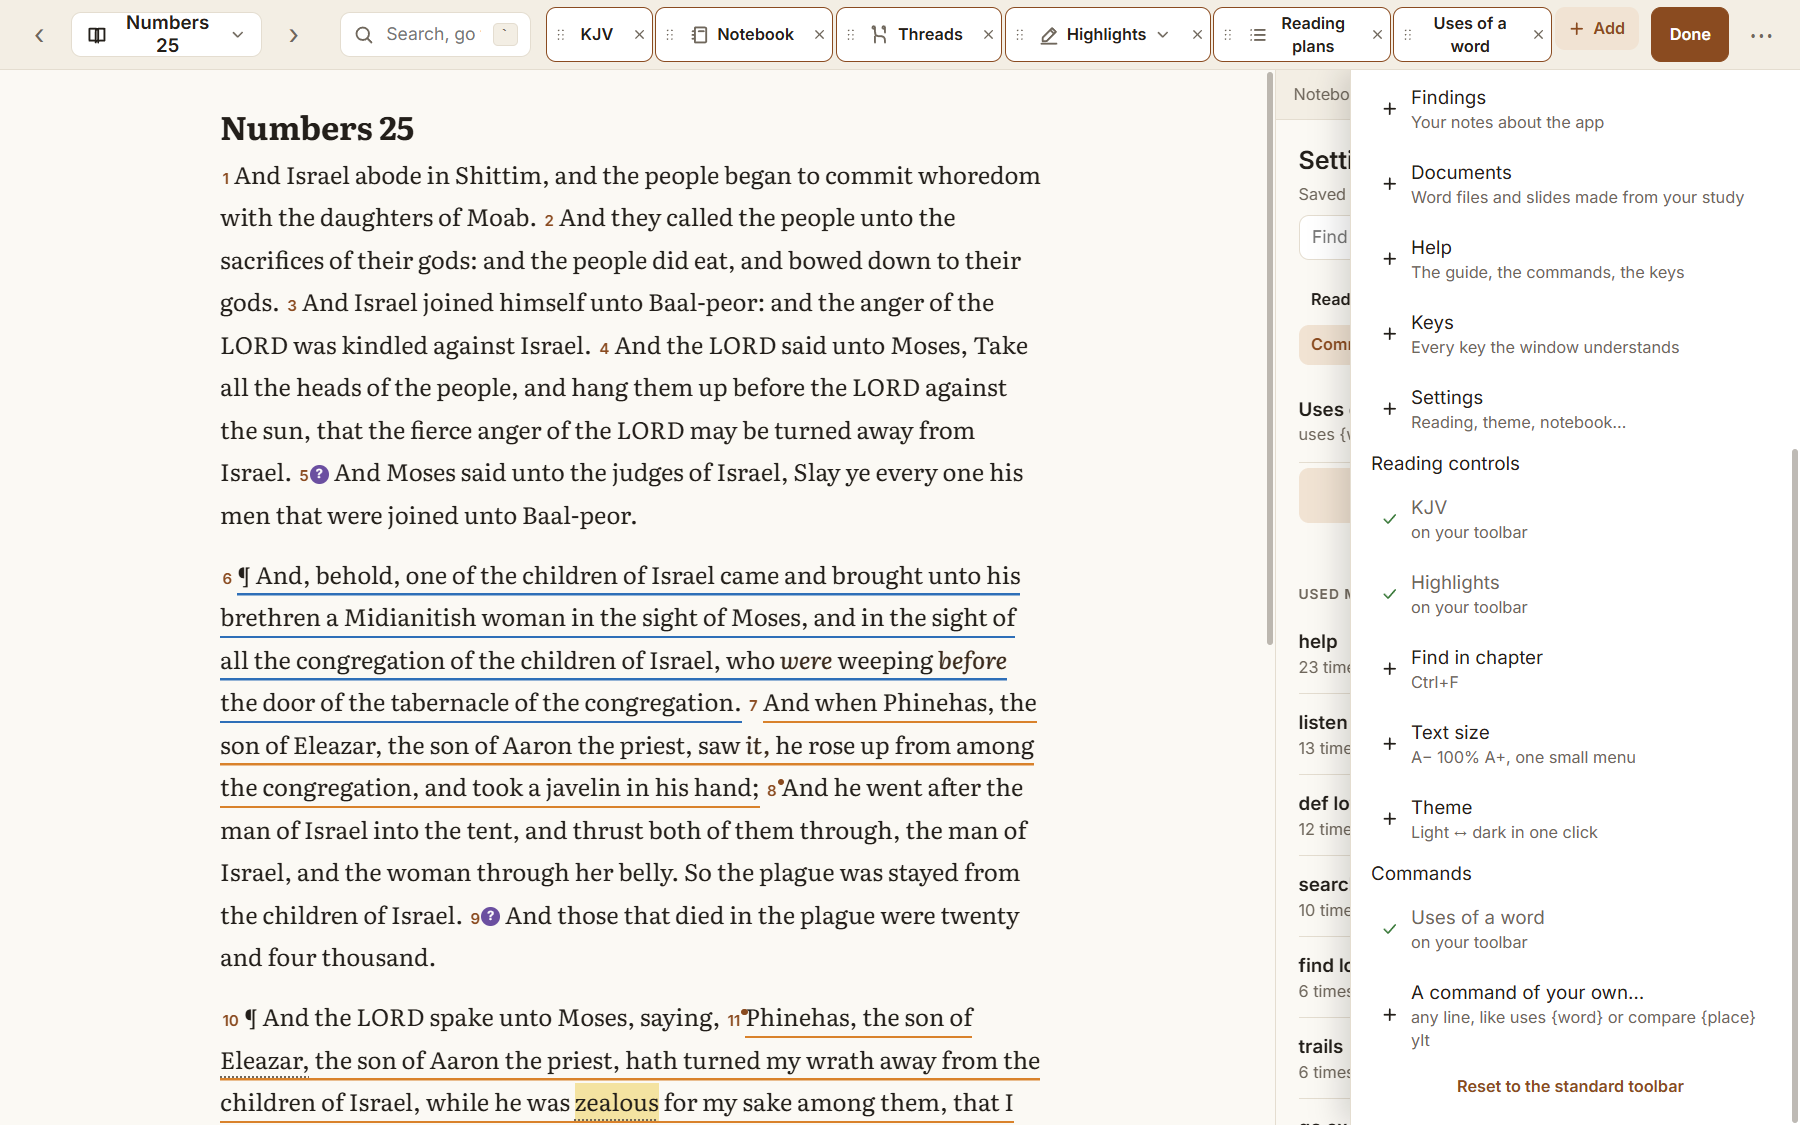 Numbers 25
Search, go `
KJV
Notebook
Threads
Highlights
Reading plans
Uses of a word
+ Add
Done
Numbers 25
1 And Israel abode in Shittim, and the people began to commit whoredom
with the daughters of Moab. 2 And they called the people unto the
sacrifices of their gods: and the people did eat, and bowed down to their
gods. 3 And Israel joined himself unto Baal-peor: and the anger of the
LORD was kindled against Israel. 4 And the LORD said unto Moses, Take
all the heads of the people, and hang them up before the LORD against
the sun, that the fierce anger of the LORD may be turned away from
Israel. 5 ? And Moses said unto the judges of Israel, Slay ye every one his
men that were joined unto Baal-peor.
6 ¶ And, behold, one of the children of Israel came and brought unto his
brethren a Midianitish woman in the sight of Moses, and in the sight of
all the congregation of the children of Israel, who were weeping before
the door of the tabernacle of the congregation. 7 And when Phinehas, the
son of Eleazar, the son of Aaron the priest, saw it, he rose up from among
the congregation, and took a javelin in his hand; 8 And he went after the
man of Israel into the tent, and thrust both of them through, the man of
Israel, and the woman through her belly. So the plague was stayed from
the children of Israel. 9 ? And those that died in the plague were twenty
and four thousand.
10 ¶ And the LORD spake unto Moses, saying, 11 Phinehas, the son of
Eleazar, the son of Aaron the priest, hath turned my wrath away from the
children of Israel, while he was zealous for my sake among them, that I
Notebo
Setti
Saved
Find
Read
Com
Uses
uses {
USED
help
23 time
listen
13 time
def lo
12 time
searc
10 time
find lo
6 times
trails
6 times
Findings
Your notes about the app
Documents
Word files and slides made from your study
Help
The guide, the commands, the keys
Keys
Every key the window understands
Settings
Reading, theme, notebook...
Reading controls
KJV
on your toolbar
Highlights
on your toolbar
Find in chapter
Ctrl+F
Text size
A− 100% A+, one small menu
Theme
Light ↔ dark in one click
Commands
Uses of a word
on your toolbar
A command of your own...
any line, like uses {word} or compare {place}
ylt
Reset to the standard toolbar